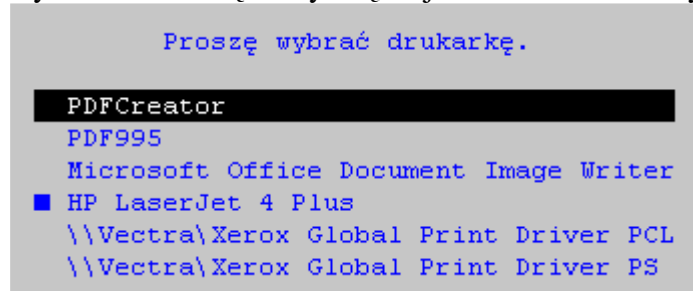 Proszę wybrać drukarkę.
PDFCreator
PDF995
Microsoft Office Document Image Writer
HP LaserJet 4 Plus
\\Vectra\Xerox Global Print Driver PCL
\\Vectra\Xerox Global Print Driver PS